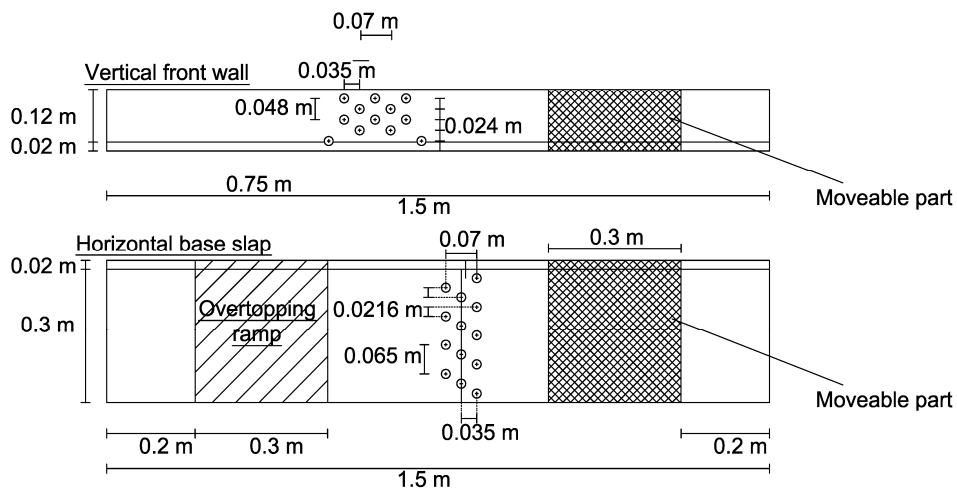 0.07 m
Vertical front wall
0.035 m
0.12 m
0.048 m
0.024 m
0.02 m
0.75 m
1.5 m
Moveable part
Horizontal base slap
0.07 m
0.3 m
0.02 m
Overtopping
ramp
0.0216 m
0.3 m
0.065 m
Moveable part
0.035 m
0.2 m
0.3 m
0.2 m
1.5 m